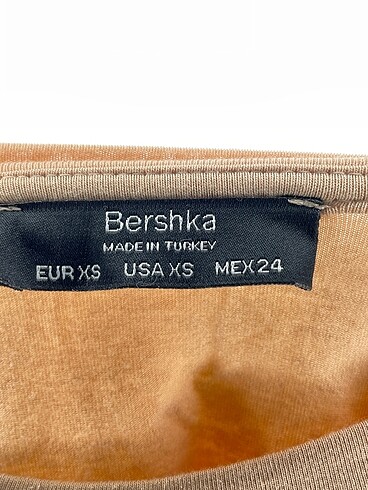 Bershka
MADE IN TURKEY
EUR XS USA XS MEX 24